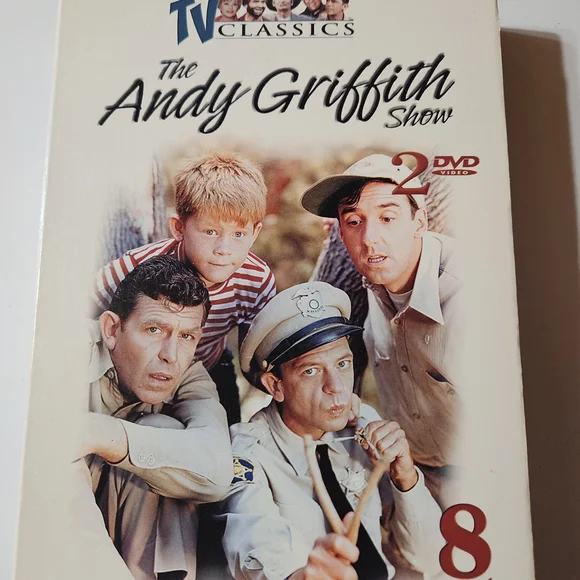 TV
CLASSICS
The
Andy Griffith
Show
2 DVD
VIDEO
8